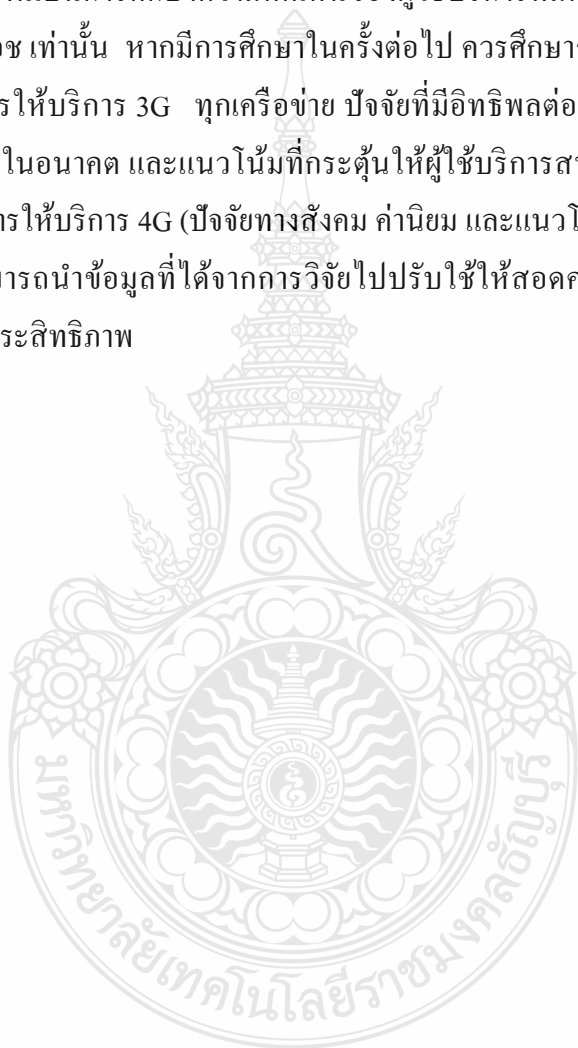 อช เท่านั้น หากมีการศึกษาในครั้งต่อไป ควรศึกษา
รให้บริการ 3G ทุกเครือข่าย ปัจจัยที่มีอิทธิพลต่อ
ในอนาคต และแนวโน้มที่กระตุ้นให้ผู้ใช้บริการส
ารให้บริการ 4G (ปัจจัยทางสังคม ค่านิยม และแนวโ
ารถนำข้อมูลที่ได้จากการวิจัยไปปรับใช้ให้สอดค
ระสิทธิภาพ
มหาวิทยาลัยเทคโนโลยีราชมงคลธัญบุรี